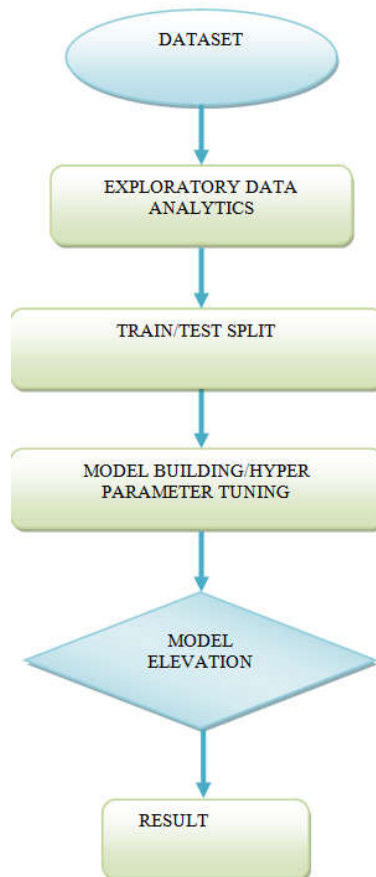 DATASET
EXPLORATORY DATA
ANALYTICS
TRAIN/TEST SPLIT
MODEL BUILDING/HYPER
PARAMETER TUNING
MODEL
ELEVATION
RESULT